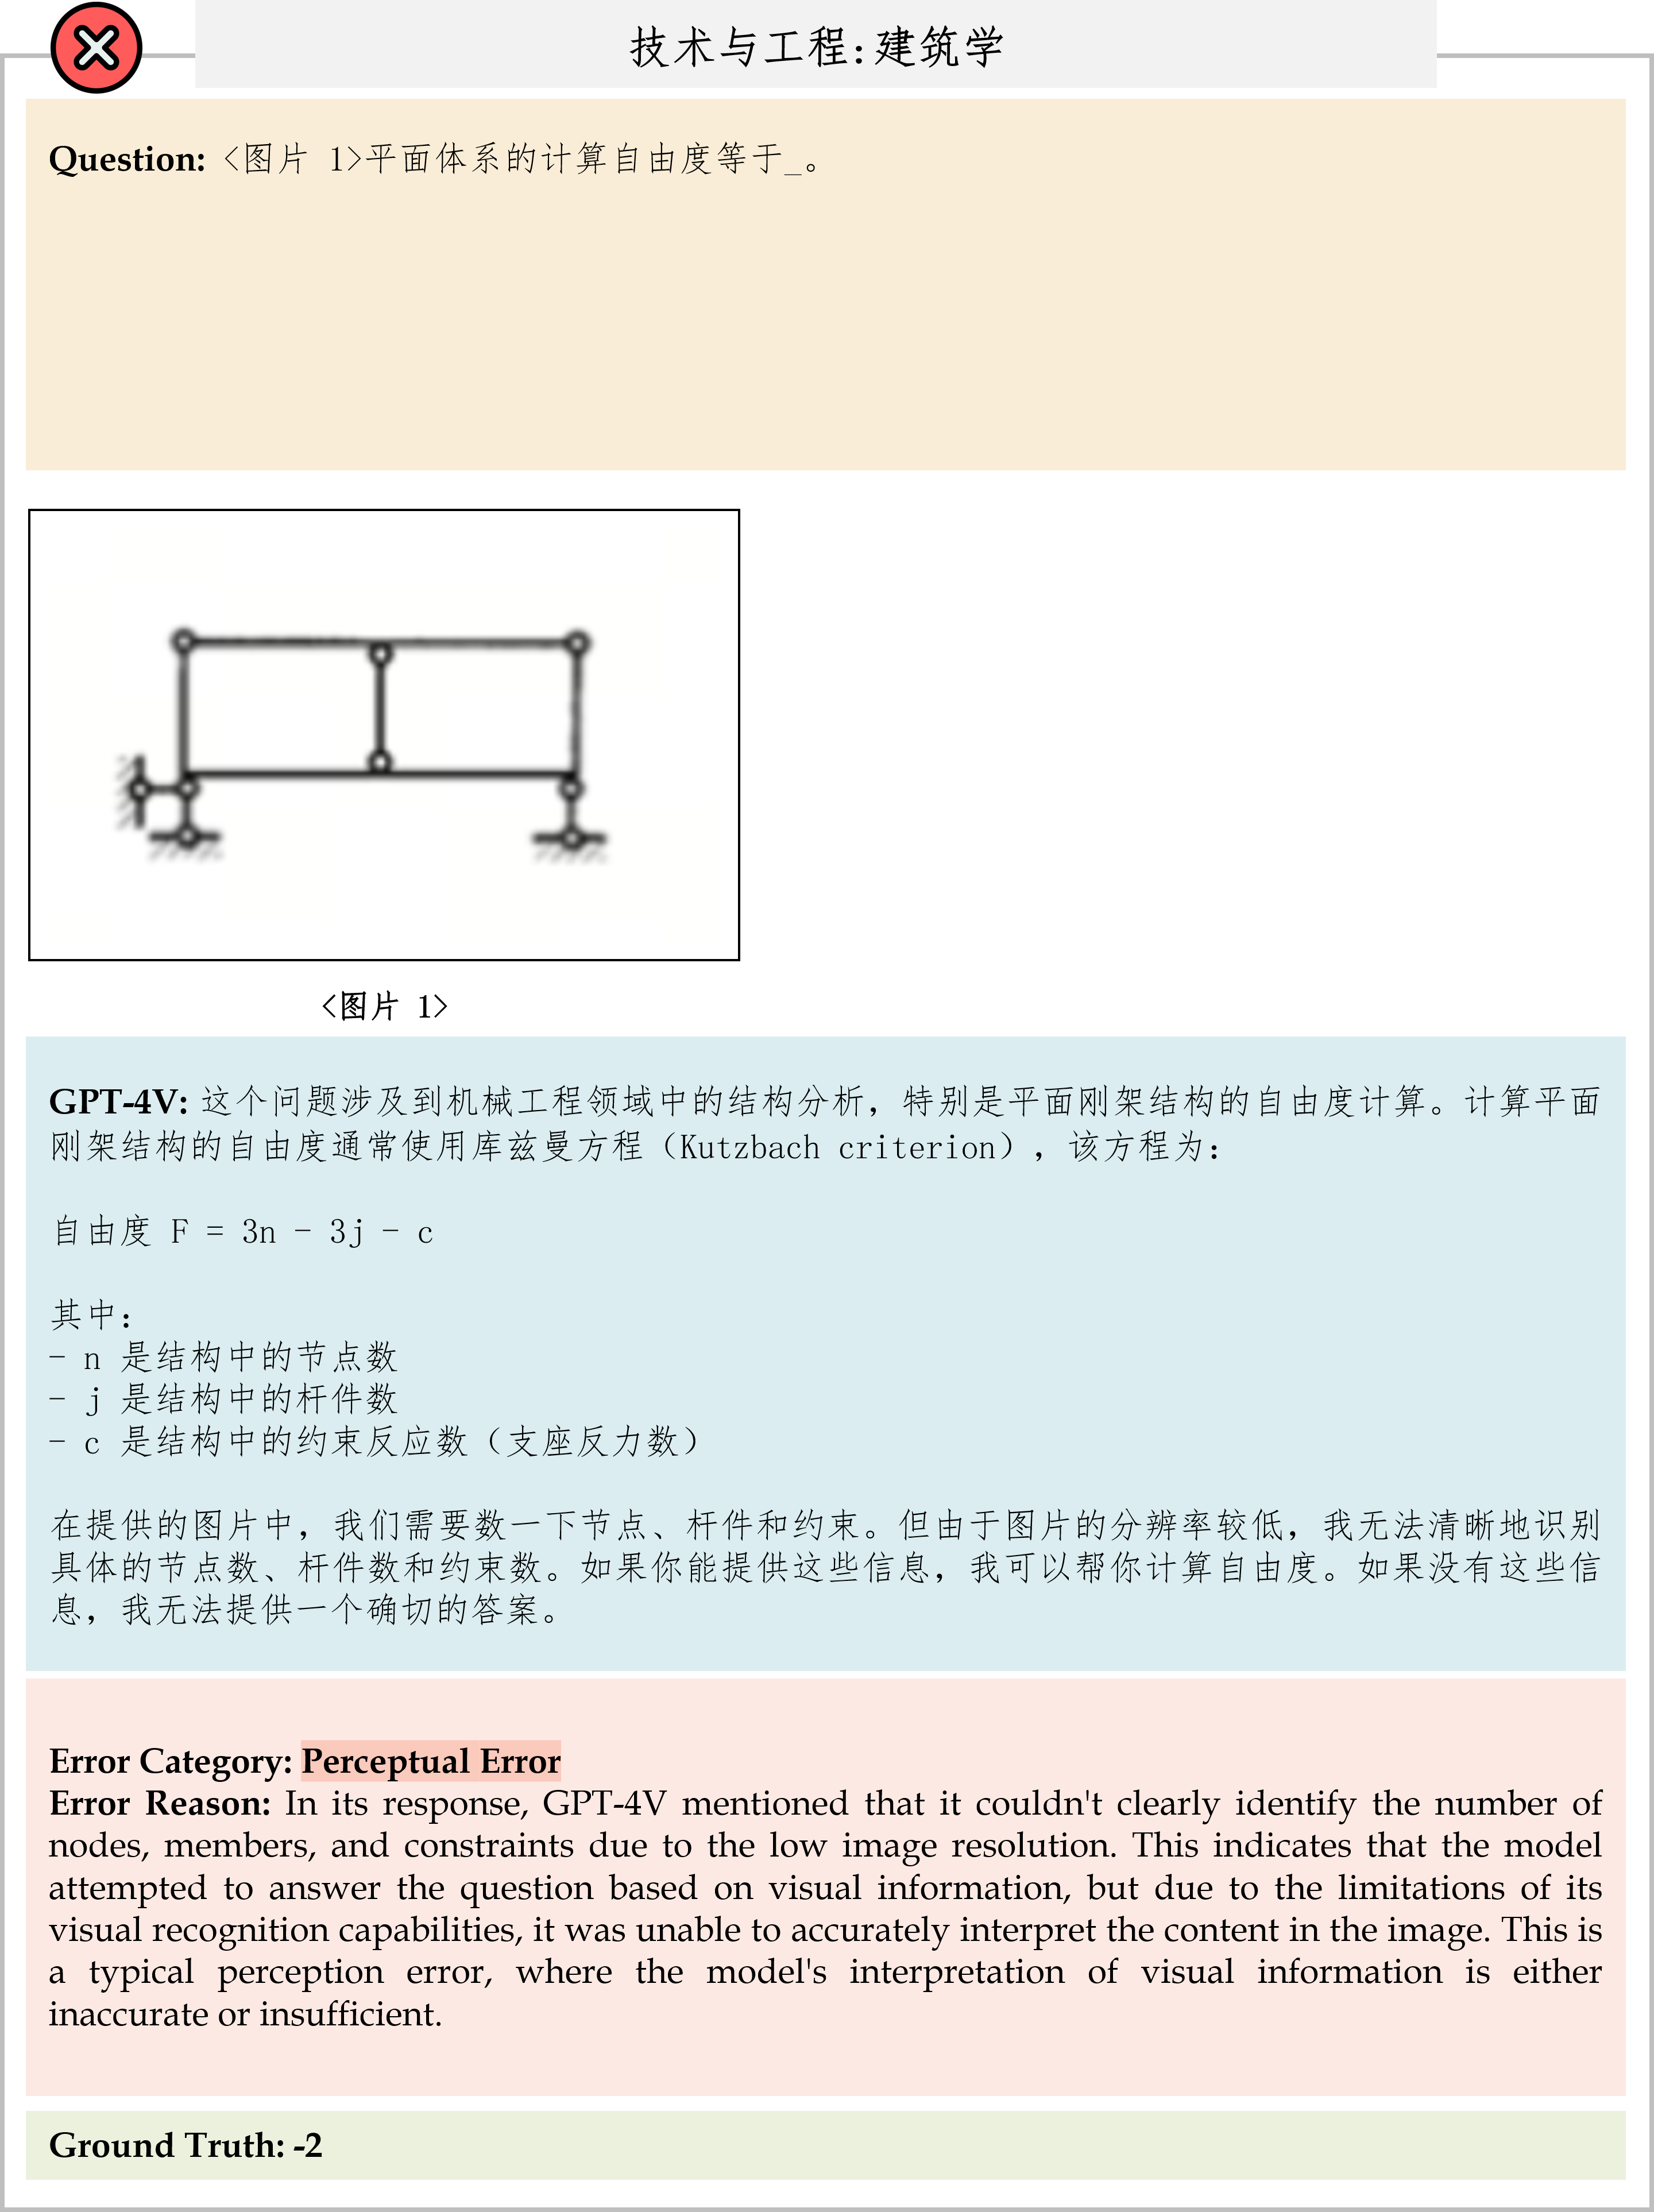 技术与工程:建筑学
Question: <图片 1>平面体系的计算自由度等于_。
<图片 1>
GPT-4V: 这个问题涉及到机械工程领域中的结构分析，特别是平面刚架结构的自由度计算。计算平面
刚架结构的自由度通常使用库兹曼方程（Kutzbach criterion），该方程为：
自由度 F = 3n - 3j - c
其中：
- n 是结构中的节点数
- j 是结构中的杆件数
- c 是结构中的约束反应数（支座反力数）
在提供的图片中，我们需要数一下节点、杆件和约束。但由于图片的分辨率较低，我无法清晰地识别
具体的节点数、杆件数和约束数。如果你能提供这些信息，我可以帮你计算自由度。如果没有这些信
息，我无法提供一个确切的答案。
Error Category: Perceptual Error
Error Reason: In its response, GPT-4V mentioned that it couldn't clearly identify the number of
nodes, members, and constraints due to the low image resolution. This indicates that the model
attempted to answer the question based on visual information, but due to the limitations of its
visual recognition capabilities, it was unable to accurately interpret the content in the image. This is
a typical perception error, where the model's interpretation of visual information is either
inaccurate or insufficient.
Ground Truth: -2